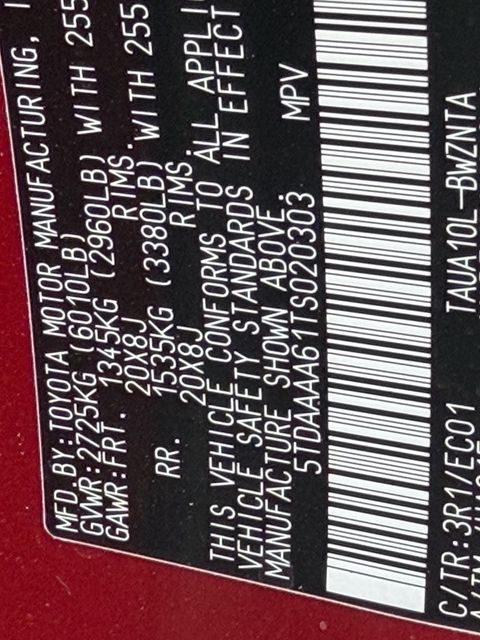 MFD.BY:TOYOTA MOTOR MANUFACTURING,
GVWR:2725KG (6010LB)
GAWR:FRT. 1345KG (2960LB) WITH 255
20X8J RIMS.
RR. 1535KG (3380LB) WITH 255
20X8J RIMS.
THIS VEHICLE CONFORMS TO ALL APPLI
VEHICLE SAFETY STANDARDS IN EFFECT
MANUFACTURE SHOWN ABOVE.
5TDAAAA61TS020303 MPV
C/TR:3R1/EC01 TAUA10L-BWZNTA